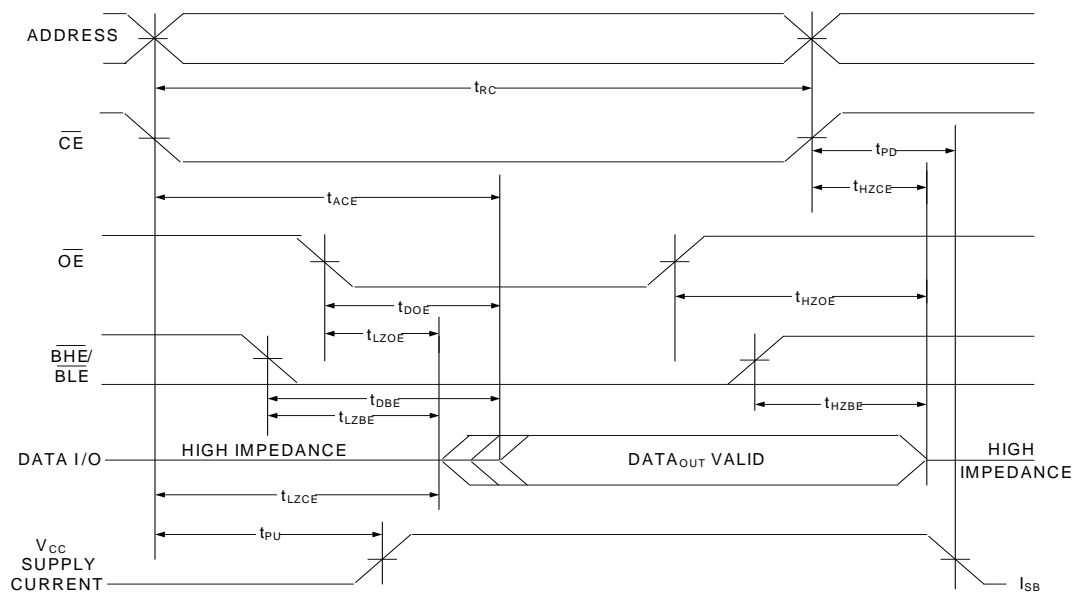 ADDRESS
tRC
CE
tPD
tHZCE
tACE
OE
tDOE
tHZOE
tLZOE
BHE/
BLE
tDBE
tHZBE
tLZBE
HIGH IMPEDANCE
DATA I/O
DATAOUT VALID
HIGH
IMPEDANCE
tLZCE
tPU
VCC
SUPPLY
CURRENT
ISB